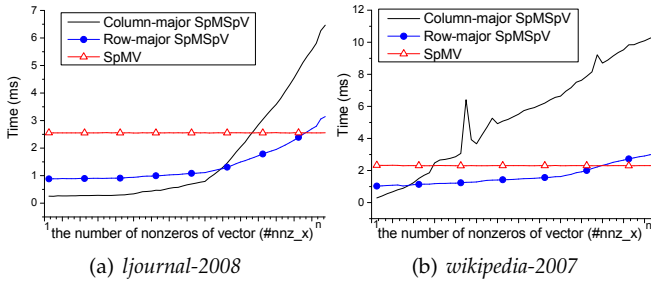 Column-major SpMSpV
Row-major SpMSpV
SpMV
Time (ms)
7
6
5
4
3
2
1
0
1
n
the number of nonzeros of vector (#nnz_x)
(a) ljournal-2008
Column-major SpMSpV
Row-major SpMSpV
SpMV
Time (ms)
12
10
8
6
4
2
0
1
n
the number of nonzeros of vector (#nnz_x)
(b) wikipedia-2007